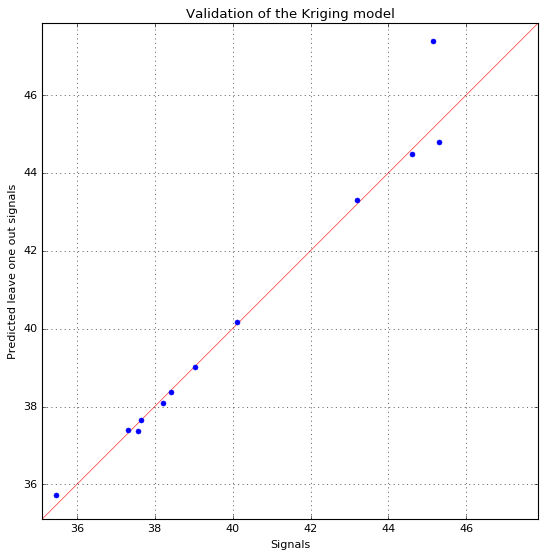 Validation of the Kriging model
Predicted leave one out signals
46
44
42
40
38
36
36 38 40 42 44 46
Signals